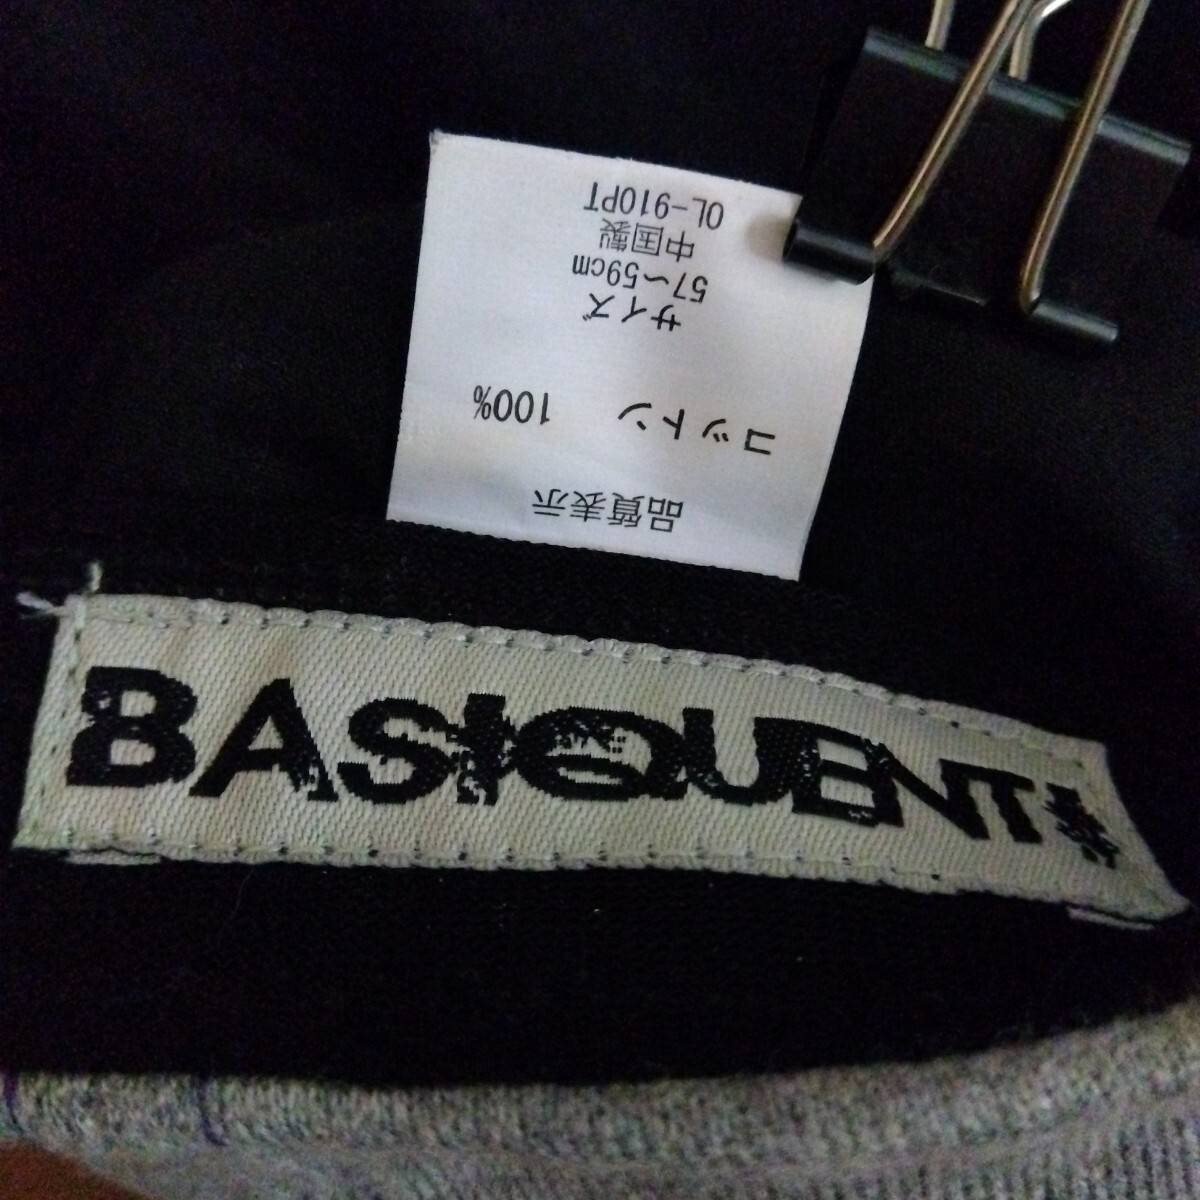 品質表示
コットン 100%
サイズ
57〜59cm
中国製
OL-910PT
BASIQUENTI